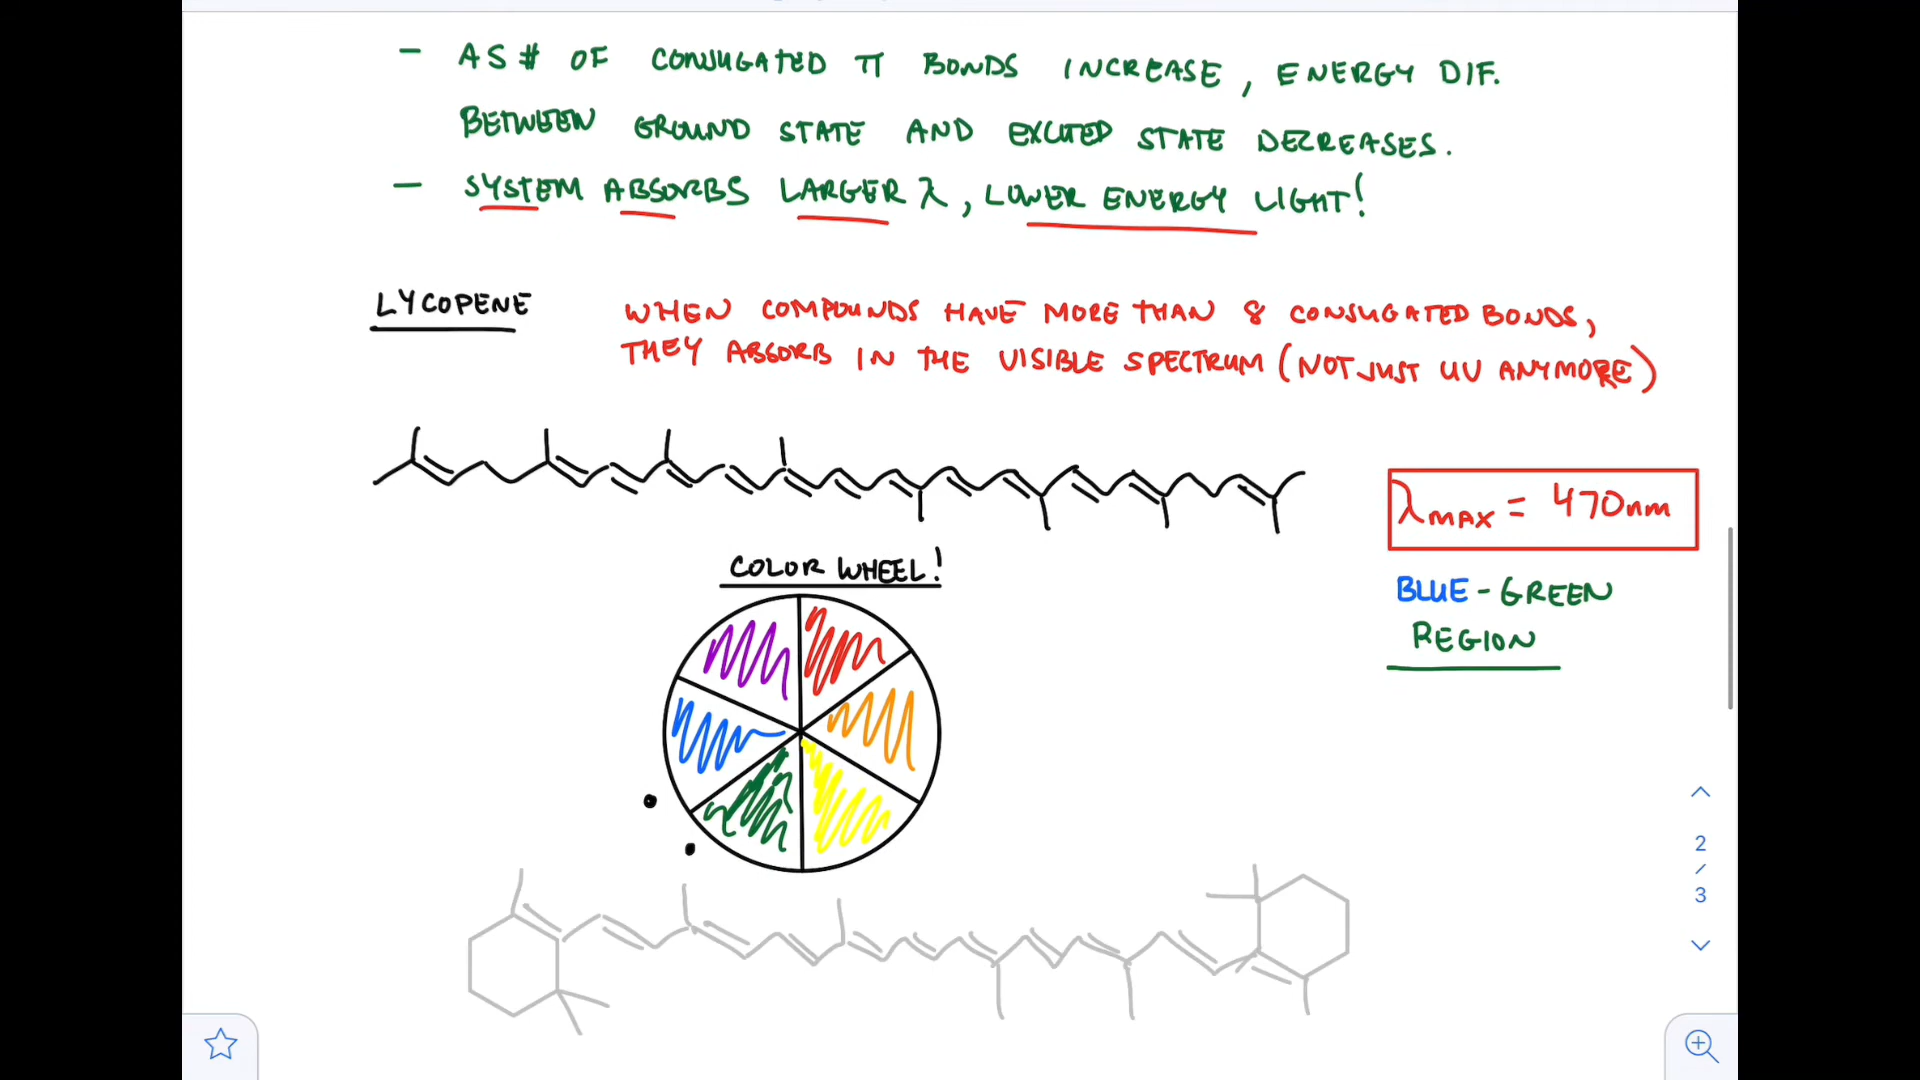 - AS # OF CONJUGATED π BONDS INCREASE, ENERGY DIF.
BETWEEN GROUND STATE AND EXCITED STATE DECREASES.
- SYSTEM ABSORBS LARGER λ, LOWER ENERGY LIGHT!
LYCOPENE
WHEN COMPOUNDS HAVE MORE THAN 8 CONJUGATED BONDS,
THEY ABSORB IN THE VISIBLE SPECTRUM (NOT JUST UV ANYMORE)
λMAX = 470nm
COLOR WHEEL!
BLUE-GREEN
REGION
2
/
3